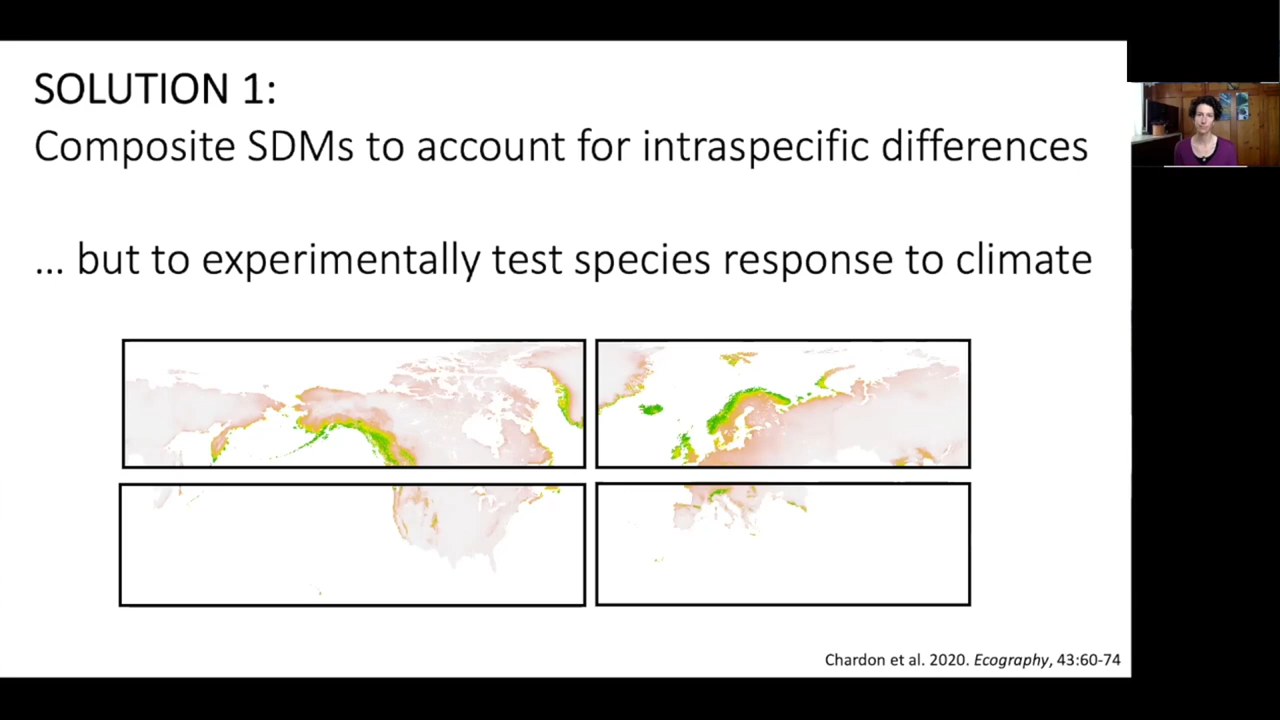 SOLUTION 1:
Composite SDMs to account for intraspecific differences
... but to experimentally test species response to climate
Chardon et al. 2020. Ecography, 43:60-74